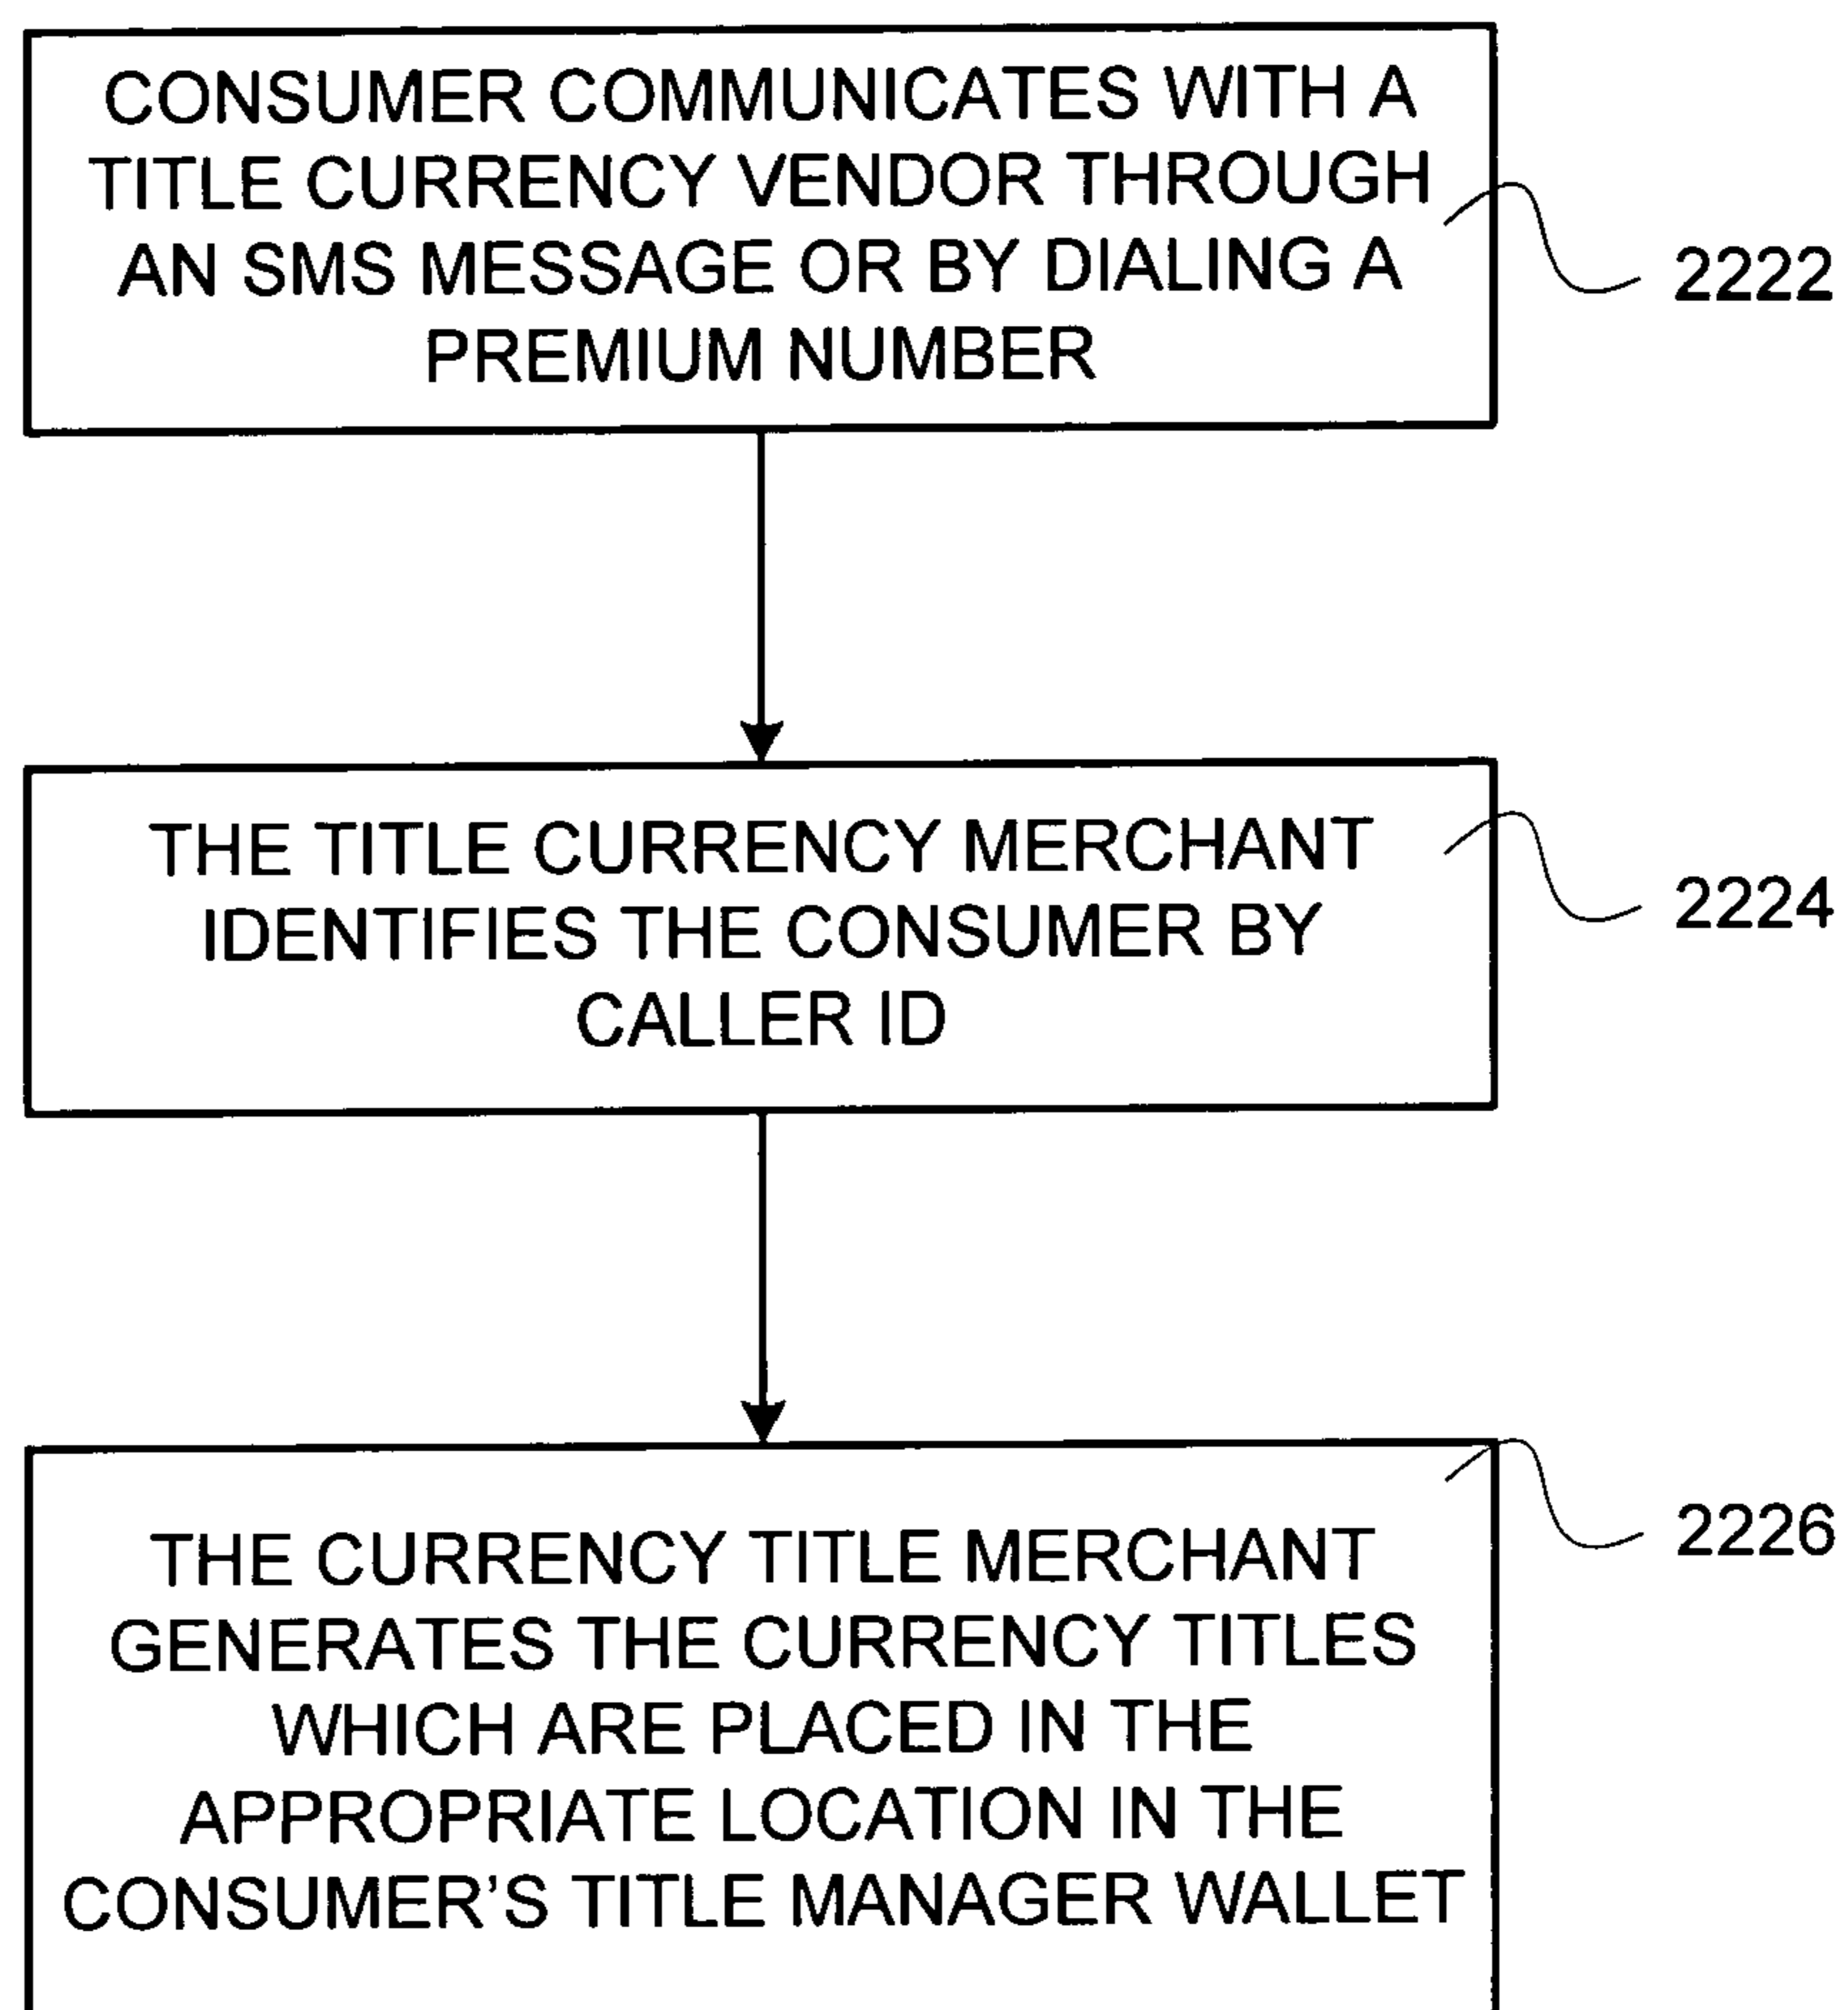 CONSUMER COMMUNICATES WITH A
TITLE CURRENCY VENDOR THROUGH
AN SMS MESSAGE OR BY DIALING A
PREMIUM NUMBER
2222
THE TITLE CURRENCY MERCHANT
IDENTIFIES THE CONSUMER BY
CALLER ID
2224
THE CURRENCY TITLE MERCHANT
GENERATES THE CURRENCY TITLES
WHICH ARE PLACED IN THE
APPROPRIATE LOCATION IN THE
CONSUMER'S TITLE MANAGER WALLET
2226